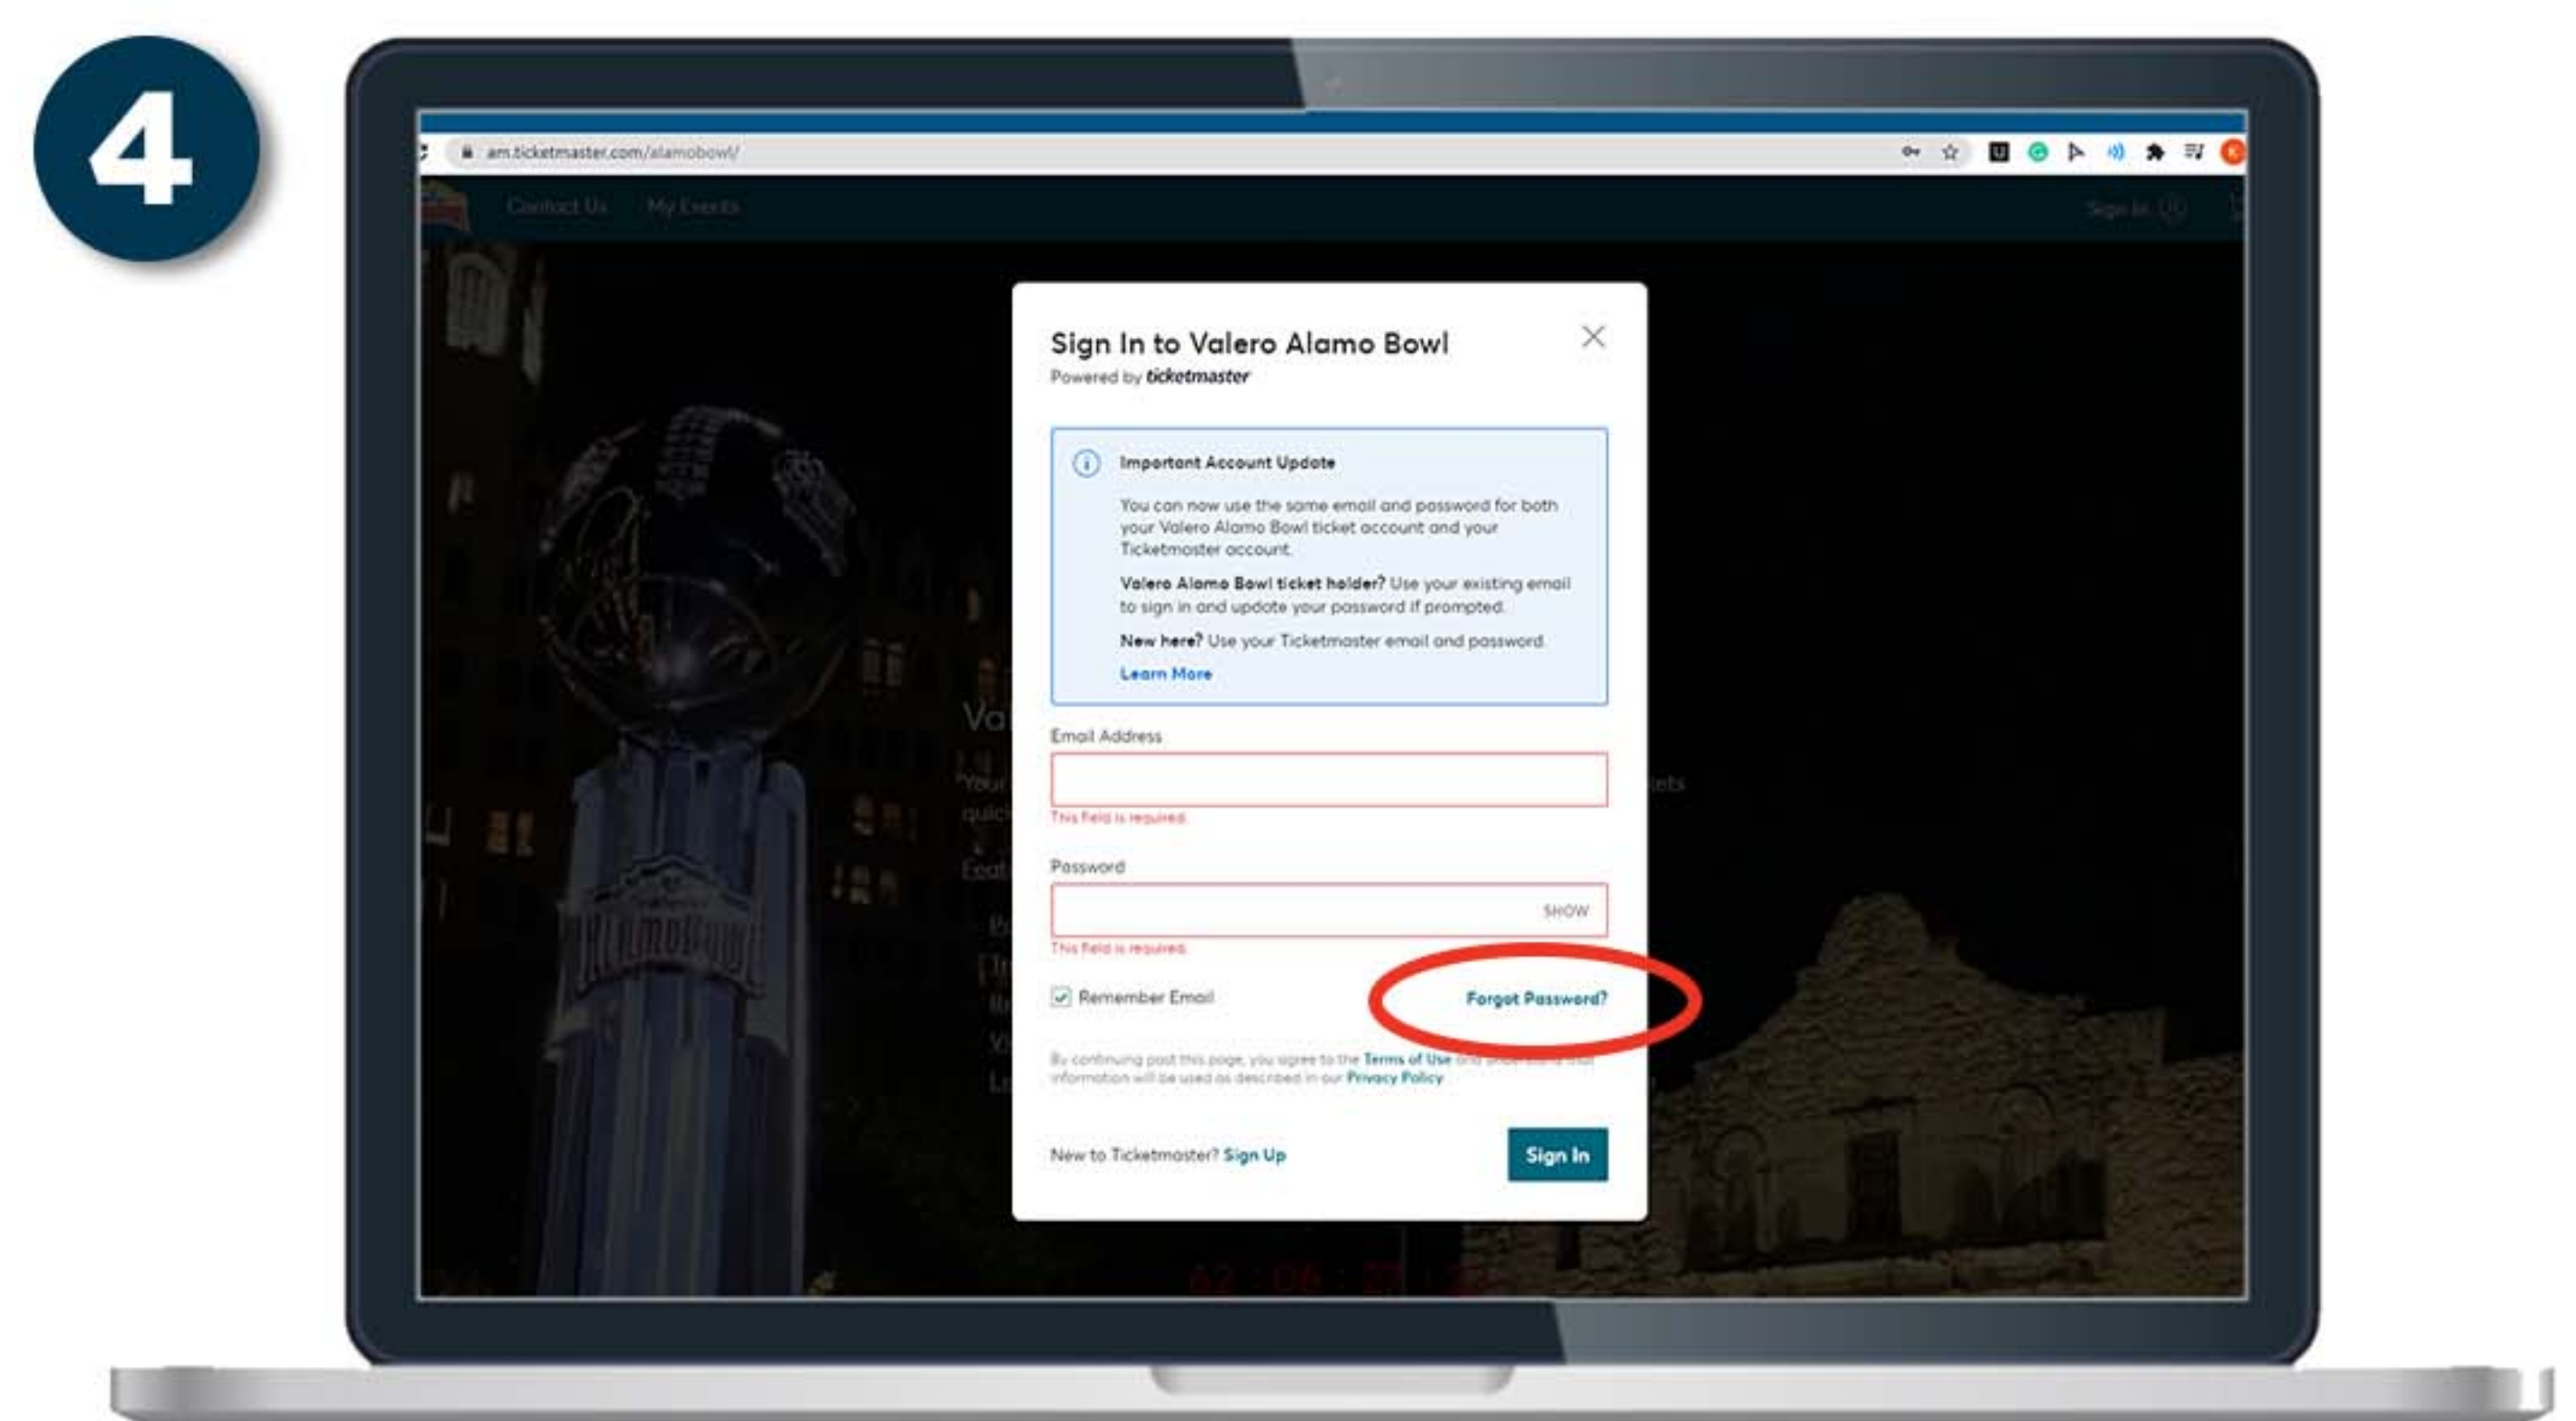 4
am.ticketmaster.com/alamobowl/
Contact Us My Events Sign In
Sign In to Valero Alamo Bowl
Powered by ticketmaster
Important Account Update
You can now use the same email and password for both
your Valero Alamo Bowl ticket account and your
Ticketmaster account.
Valero Alamo Bowl ticket holder? Use your existing email
to sign in and update your password if prompted.
New here? Use your Ticketmaster email and password.
Learn More
Email Address
This field is required.
Password
SHOW
This field is required.
Remember Email Forgot Password?
By continuing past this page, you agree to the Terms of Use and understand that
information will be used as described in our Privacy Policy
New to Ticketmaster? Sign Up Sign In
ALAMO BOWL